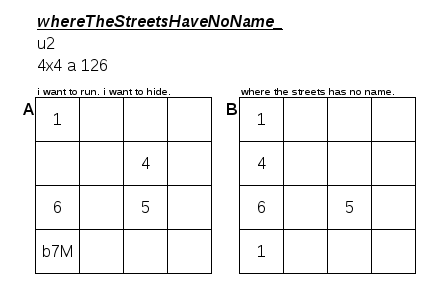 whereTheStreetsHaveNoName_
u2
4x4 a 126
i want to run. i want to hide.
A
1
4
6 5
b7M
where the streets has no name.
B
1
4
6 5
1